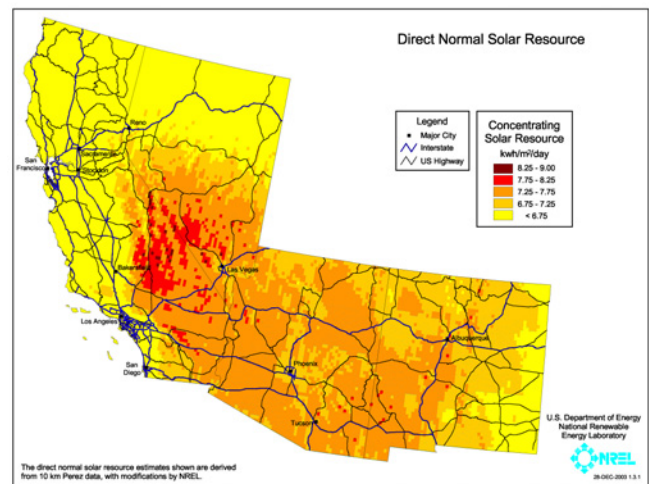 Direct Normal Solar Resource
Legend
Major City
Interstate
US Highway
Concentrating
Solar Resource
kwh/m²/day
8.25 - 9.00
7.75 - 8.25
7.25 - 7.75
6.75 - 7.25
< 6.75
Reno
Sacramento
San
Francisco
Stockton
Bakersfield
Las Vegas
Los Angeles
Albuquerque
San
Diego
Phoenix
Tucson
U.S. Department of Energy
National Renewable
Energy Laboratory
NREL
The direct normal solar resource estimates shown are derived
from 10 km Perez data, with modifications by NREL.
28-DEC-2003 1.3.1